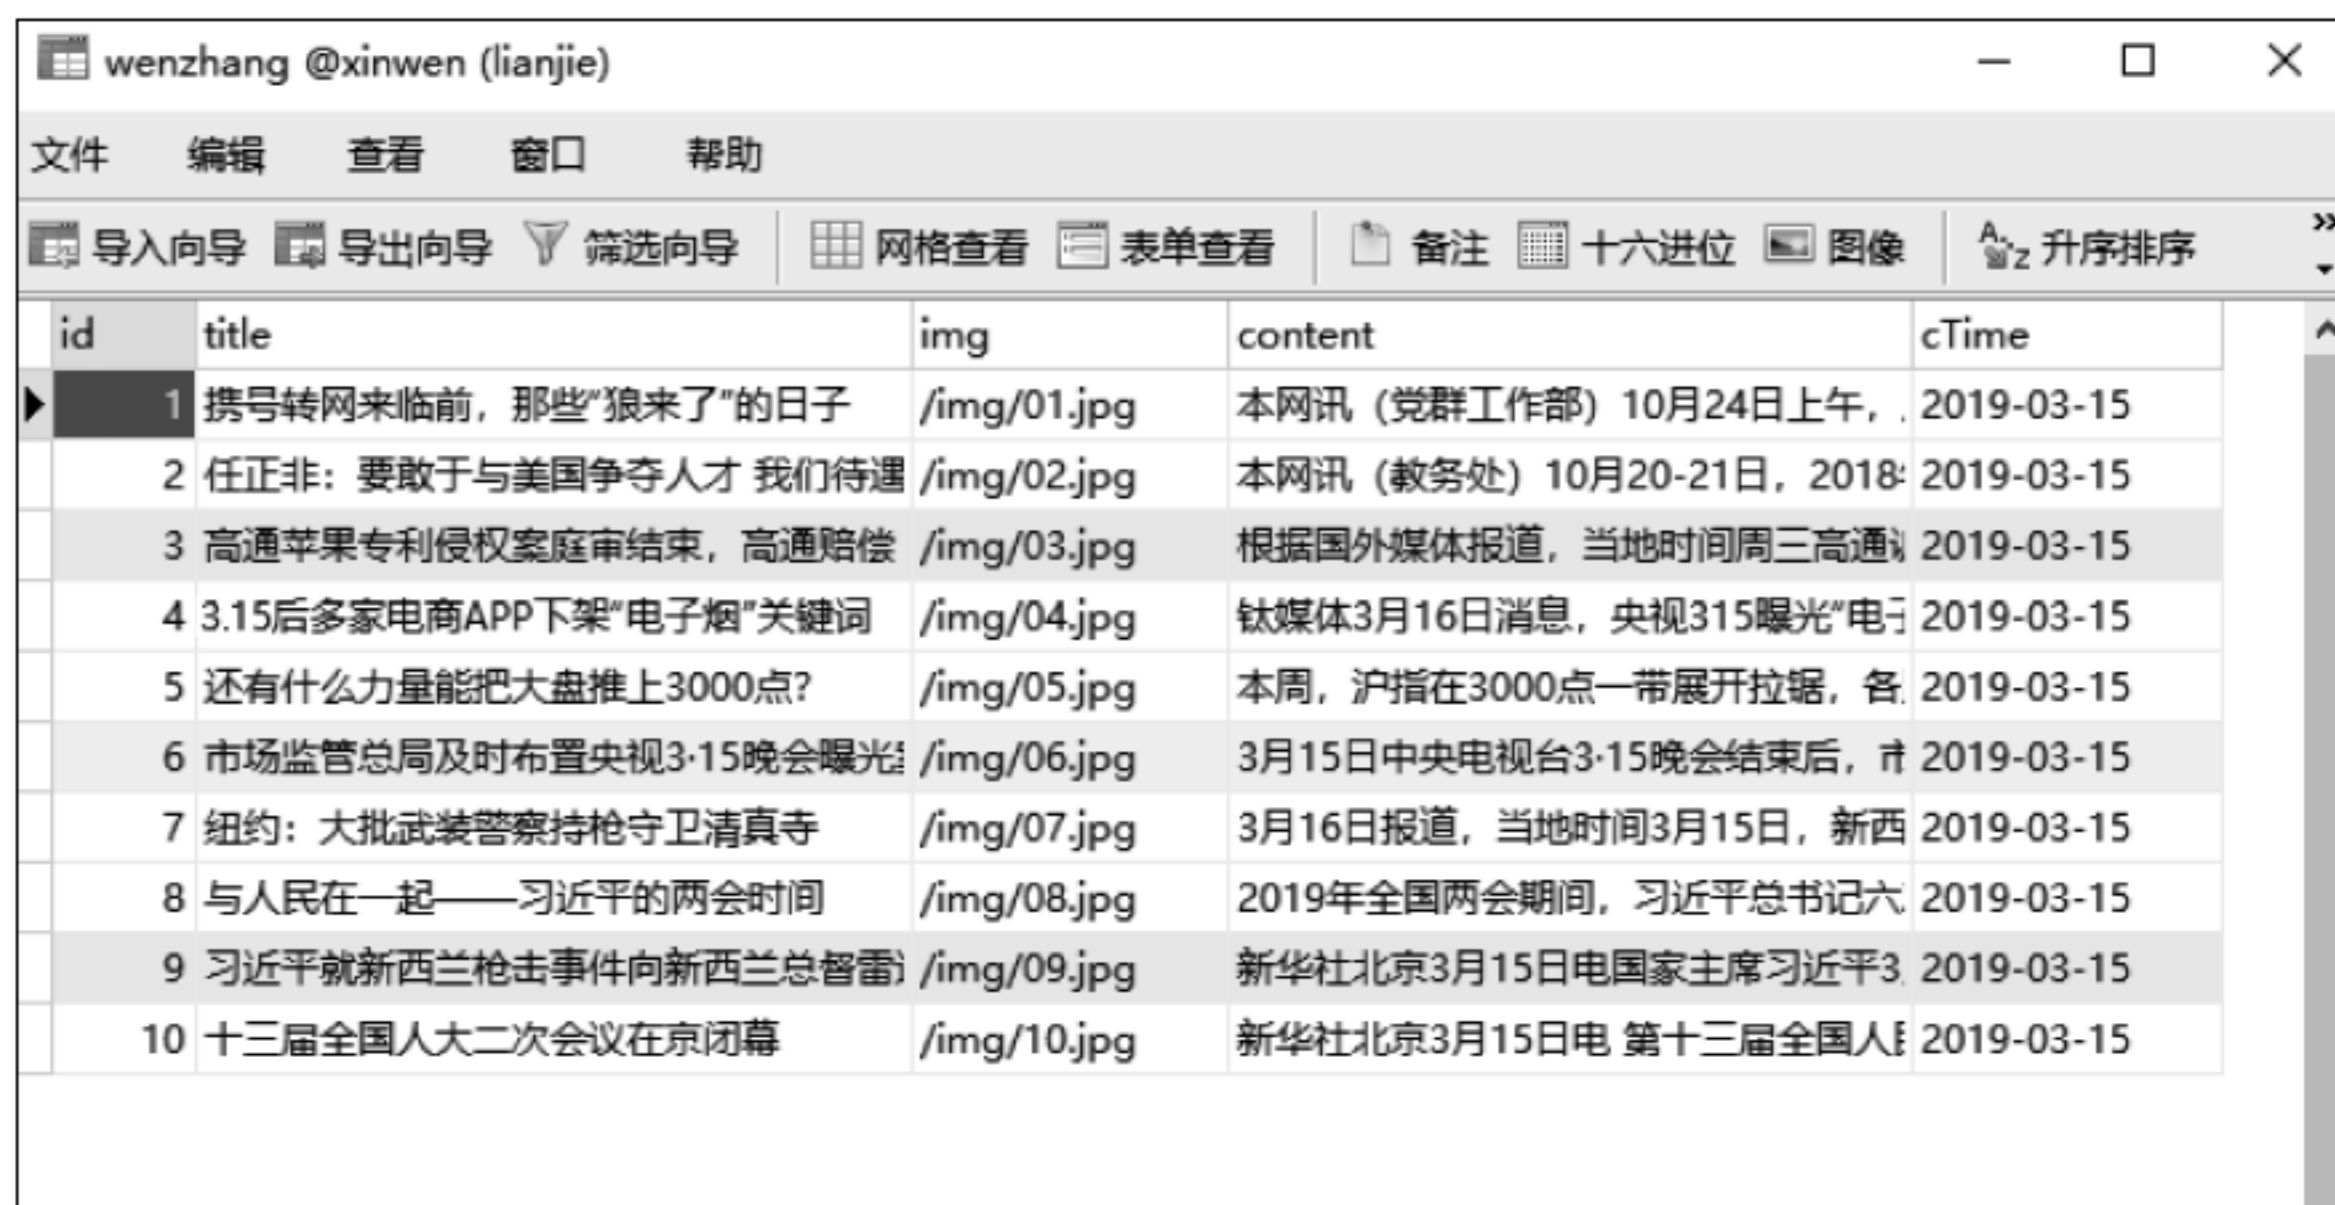 wenzhang @xinwen (lianjie)
文件 编辑 查看 窗口 帮助
导入向导 导出向导 筛选向导 网格查看 表单查看 备注 十六进位 图像 升序排序
id title img content cTime
1 携号转网来临前，那些“狼来了”的日子 /img/01.jpg 本网讯（党群工作部）10月24日上午， 2019-03-15
2 任正非：要敢于与美国争夺人才 我们待遇 /img/02.jpg 本网讯（教务处）10月20-21日，2018 2019-03-15
3 高通苹果专利侵权案庭审结束，高通赔偿 /img/03.jpg 根据国外媒体报道，当地时间周三高通 2019-03-15
4 3.15后多家电商APP下架“电子烟”关键词 /img/04.jpg 钛媒体3月16日消息，央视315曝光“电子 2019-03-15
5 还有什么力量能把大盘推上3000点？ /img/05.jpg 本周，沪指在3000点一带展开拉锯，各 2019-03-15
6 市场监管总局及时布置央视3·15晚会曝光 /img/06.jpg 3月15日中央电视台3·15晚会结束后，市 2019-03-15
7 纽约：大批武装警察持枪守卫清真寺 /img/07.jpg 3月16日报道，当地时间3月15日，新西 2019-03-15
8 与人民在一起——习近平的两会时间 /img/08.jpg 2019年全国两会期间，习近平总书记六 2019-03-15
9 习近平就新西兰枪击事件向新西兰总督雷 /img/09.jpg 新华社北京3月15日电国家主席习近平3 2019-03-15
10 十三届全国人大二次会议在京闭幕 /img/10.jpg 新华社北京3月15日电 第十三届全国人民 2019-03-15